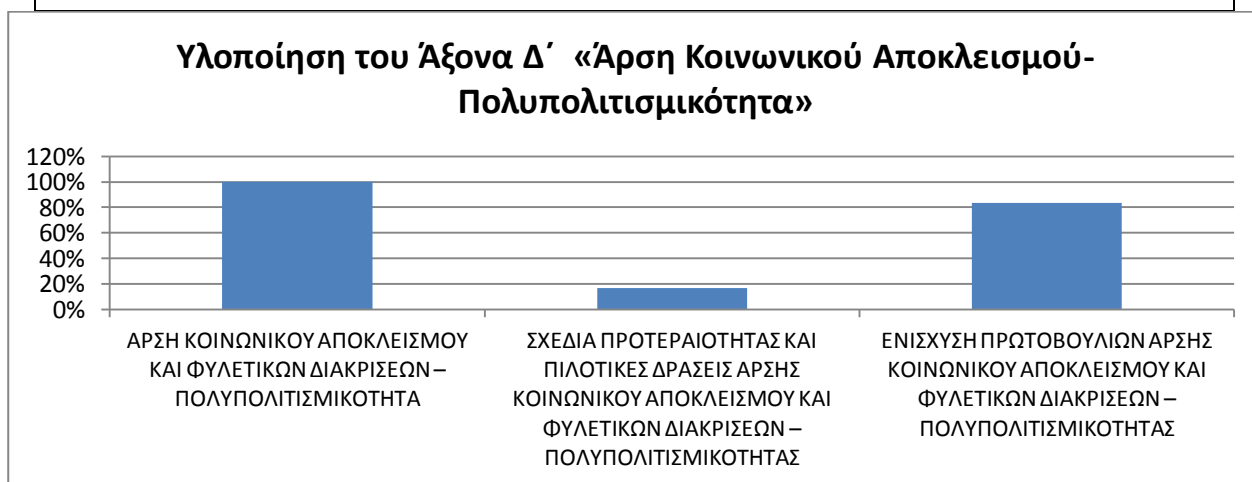 Υλοποίηση του Άξονα Δ΄ «Άρση Κοινωνικού Αποκλεισμού-
Πολυπολιτισμικότητα»
120%
100%
80%
60%
40%
20%
0%
ΑΡΣΗ ΚΟΙΝΩΝΙΚΟΥ ΑΠΟΚΛΕΙΣΜΟΥ
ΚΑΙ ΦΥΛΕΤΙΚΩΝ ΔΙΑΚΡΙΣΕΩΝ –
ΠΟΛΥΠΟΛΙΤΙΣΜΙΚΟΤΗΤΑ
ΣΧΕΔΙΑ ΠΡΟΤΕΡΑΙΟΤΗΤΑΣ ΚΑΙ
ΠΙΛΟΤΙΚΕΣ ΔΡΑΣΕΙΣ ΑΡΣΗΣ
ΚΟΙΝΩΝΙΚΟΥ ΑΠΟΚΛΕΙΣΜΟΥ ΚΑΙ
ΦΥΛΕΤΙΚΩΝ ΔΙΑΚΡΙΣΕΩΝ –
ΠΟΛΥΠΟΛΙΤΙΣΜΙΚΟΤΗΤΑΣ
ΕΝΙΣΧΥΣΗ ΠΡΩΤΟΒΟΥΛΙΩΝ ΑΡΣΗΣ
ΚΟΙΝΩΝΙΚΟΥ ΑΠΟΚΛΕΙΣΜΟΥ ΚΑΙ
ΦΥΛΕΤΙΚΩΝ ΔΙΑΚΡΙΣΕΩΝ –
ΠΟΛΥΠΟΛΙΤΙΣΜΙΚΟΤΗΤΑΣ